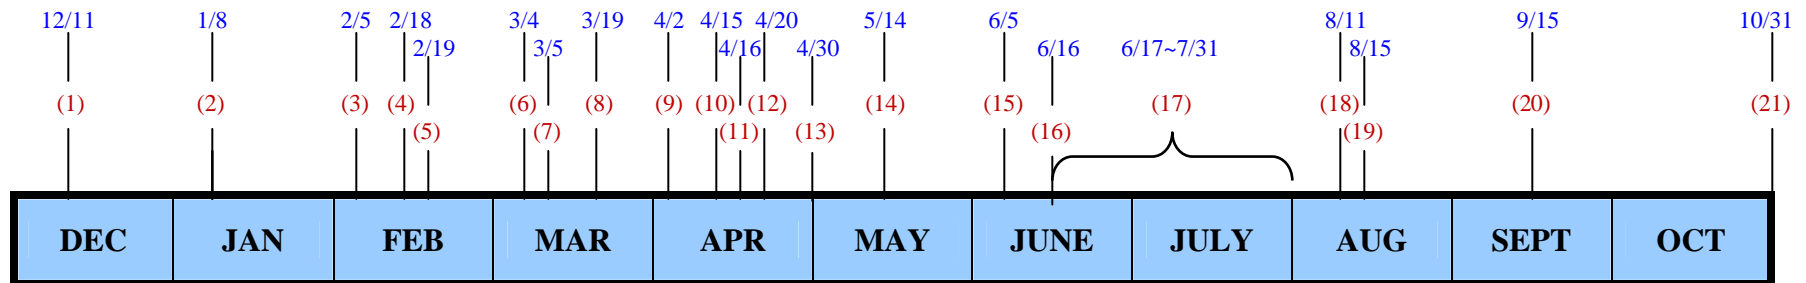 12/11 1/8 2/5 2/18 3/4 3/19 4/2 4/15 4/20 5/14 6/5 8/11 9/15 10/31
2/19 3/5 4/16 4/30 6/16 6/17~7/31 8/15
(1) (2) (3) (4) (6) (8) (9) (10) (12) (14) (15) (17) (18) (20) (21)
(5) (7) (11) (13) (16) (19)
DEC JAN FEB MAR APR MAY JUNE JULY AUG SEPT OCT